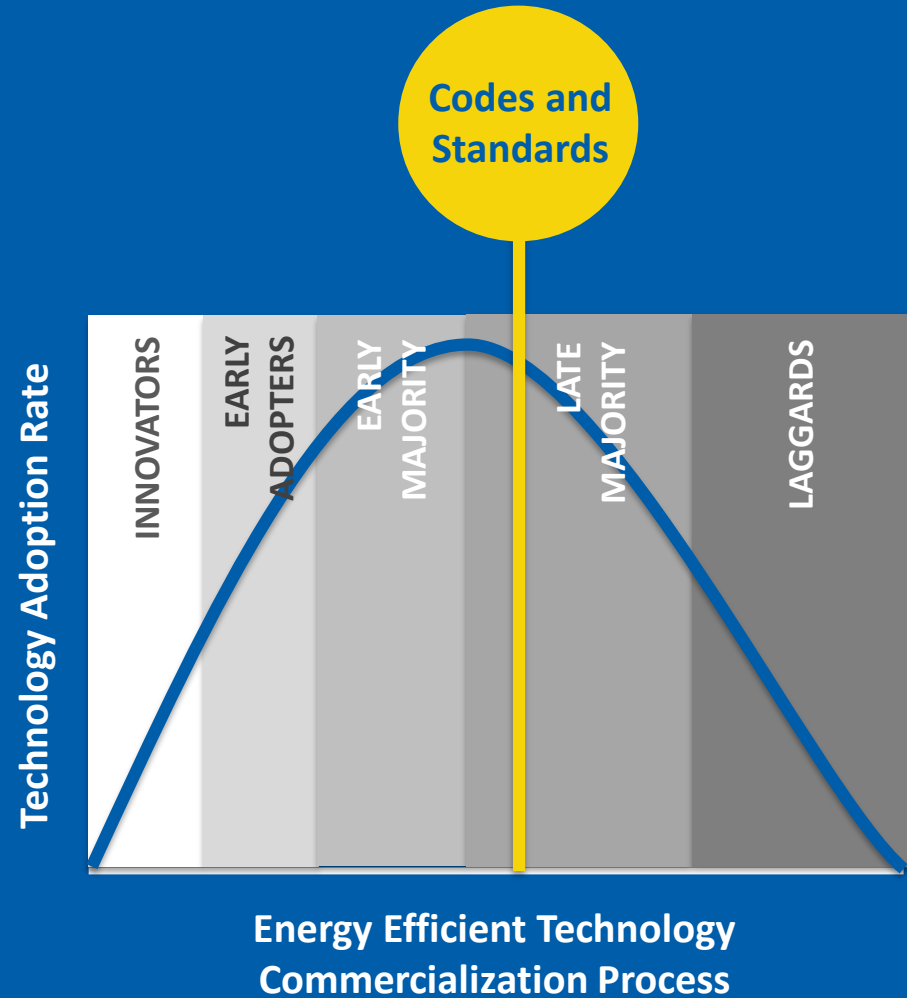 Codes and
Standards
Technology Adoption Rate
INNOVATORS
EARLY
ADOPTERS
EARLY
MAJORITY
LATE
MAJORITY
LAGGARDS
Energy Efficient Technology
Commercialization Process